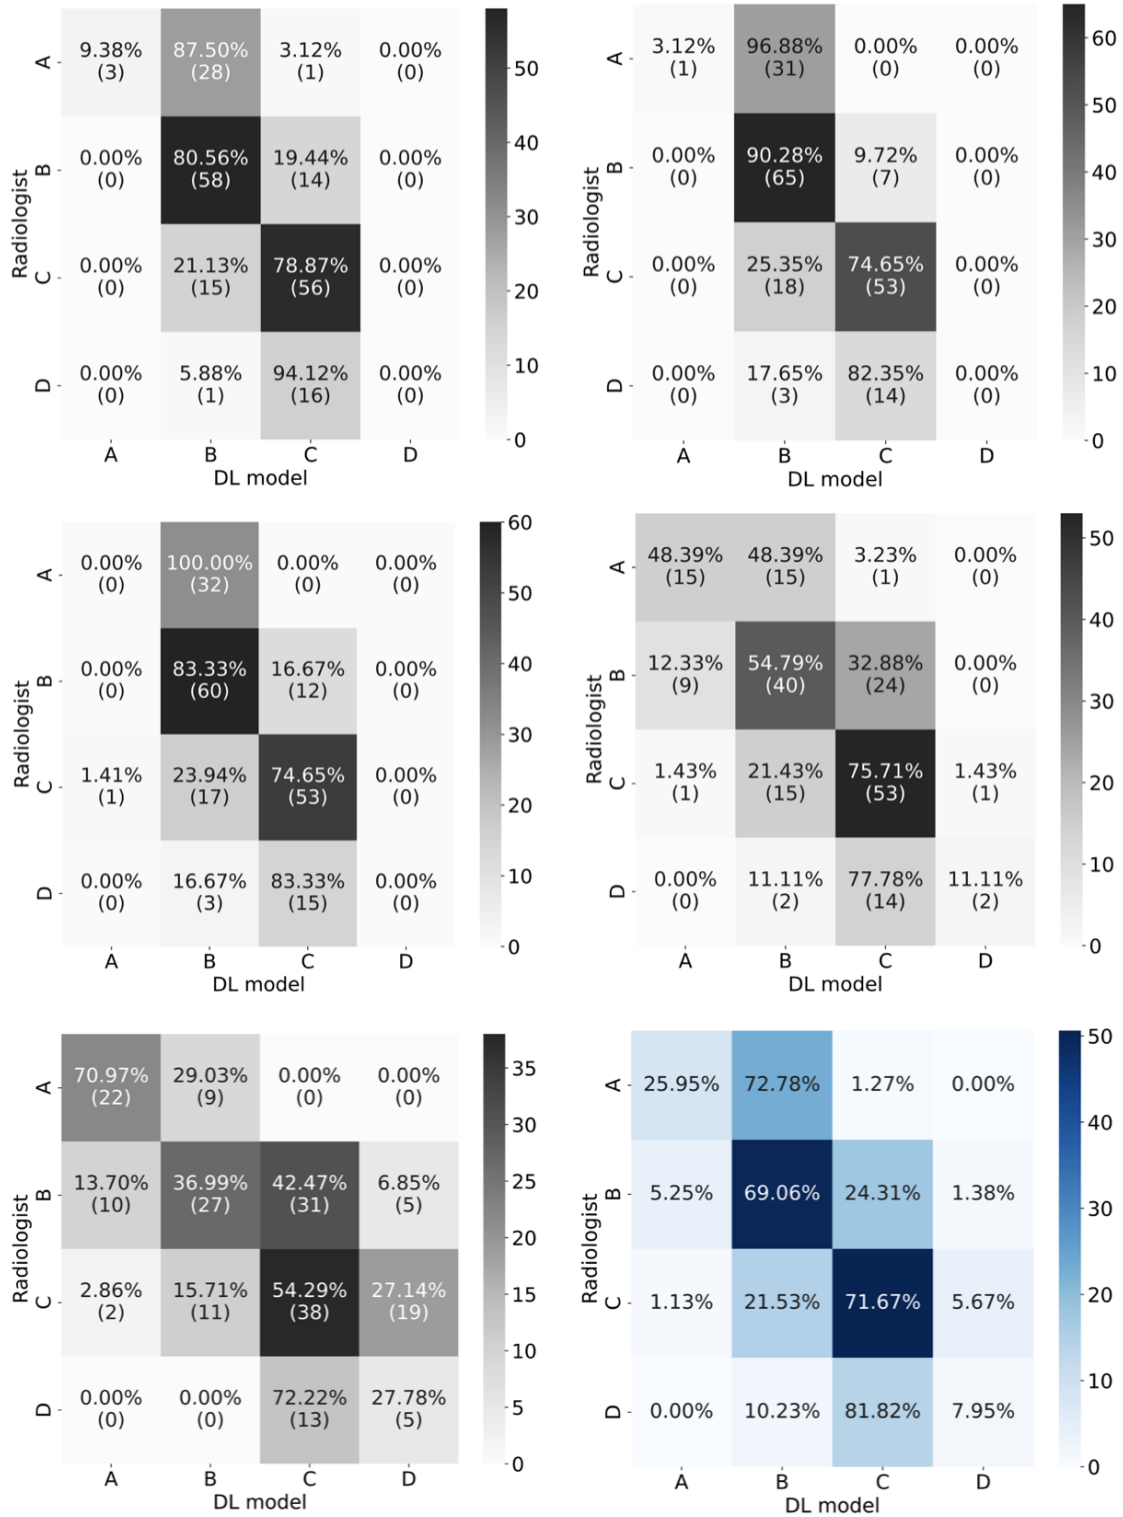 A 9.38% 87.50% 3.12% 0.00%
(3) (28) (1) (0)
B 0.00% 80.56% 19.44% 0.00%
(0) (58) (14) (0)
C 0.00% 21.13% 78.87% 0.00%
(0) (15) (56) (0)
D 0.00% 5.88% 94.12% 0.00%
(0) (1) (16) (0)
A B C D
DL model
Radiologist
50
40
30
20
10
0
A 3.12% 96.88% 0.00% 0.00%
(1) (31) (0) (0)
B 0.00% 90.28% 9.72% 0.00%
(0) (65) (7) (0)
C 0.00% 25.35% 74.65% 0.00%
(0) (18) (53) (0)
D 0.00% 17.65% 82.35% 0.00%
(0) (3) (14) (0)
A B C D
DL model
Radiologist
60
50
40
30
20
10
0
A 0.00% 100.00% 0.00% 0.00%
(0) (32) (0) (0)
B 0.00% 83.33% 16.67% 0.00%
(0) (60) (12) (0)
C 1.41% 23.94% 74.65% 0.00%
(1) (17) (53) (0)
D 0.00% 16.67% 83.33% 0.00%
(0) (3) (15) (0)
A B C D
DL model
Radiologist
60
50
40
30
20
10
0
A 48.39% 48.39% 3.23% 0.00%
(15) (15) (1) (0)
B 12.33% 54.79% 32.88% 0.00%
(9) (40) (24) (0)
C 1.43% 21.43% 75.71% 1.43%
(1) (15) (53) (1)
D 0.00% 11.11% 77.78% 11.11%
(0) (2) (14) (2)
A B C D
DL model
Radiologist
50
40
30
20
10
0
A 70.97% 29.03% 0.00% 0.00%
(22) (9) (0) (0)
B 13.70% 36.99% 42.47% 6.85%
(10) (27) (31) (5)
C 2.86% 15.71% 54.29% 27.14%
(2) (11) (38) (19)
D 0.00% 0.00% 72.22% 27.78%
(0) (0) (13) (5)
A B C D
DL model
Radiologist
35
30
25
20
15
10
5
0
A 25.95% 72.78% 1.27% 0.00%
B 5.25% 69.06% 24.31% 1.38%
C 1.13% 21.53% 71.67% 5.67%
D 0.00% 10.23% 81.82% 7.95%
A B C D
DL model
Radiologist
50
40
30
20
10
0